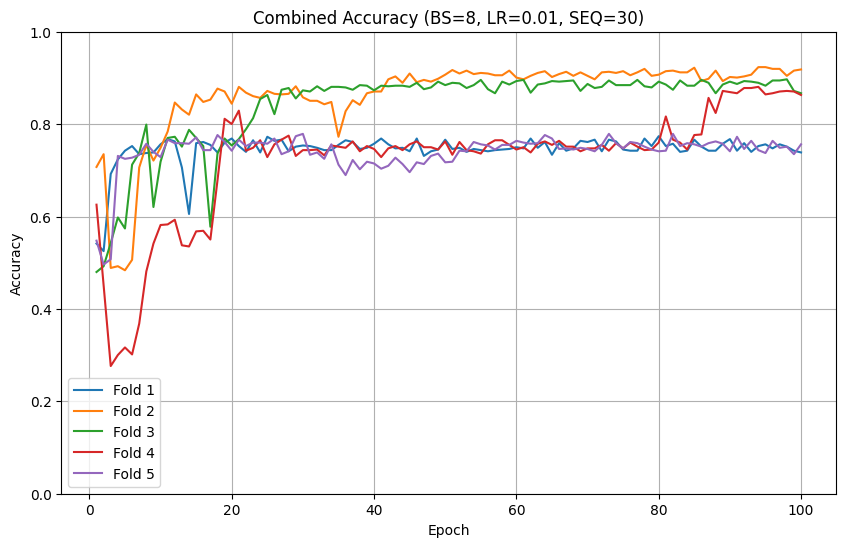 Combined Accuracy (BS=8, LR=0.01, SEQ=30)
1.0
0.8
0.6
0.4
0.2
0.0
Accuracy
Fold 1
Fold 2
Fold 3
Fold 4
Fold 5
0 20 40 60 80 100
Epoch